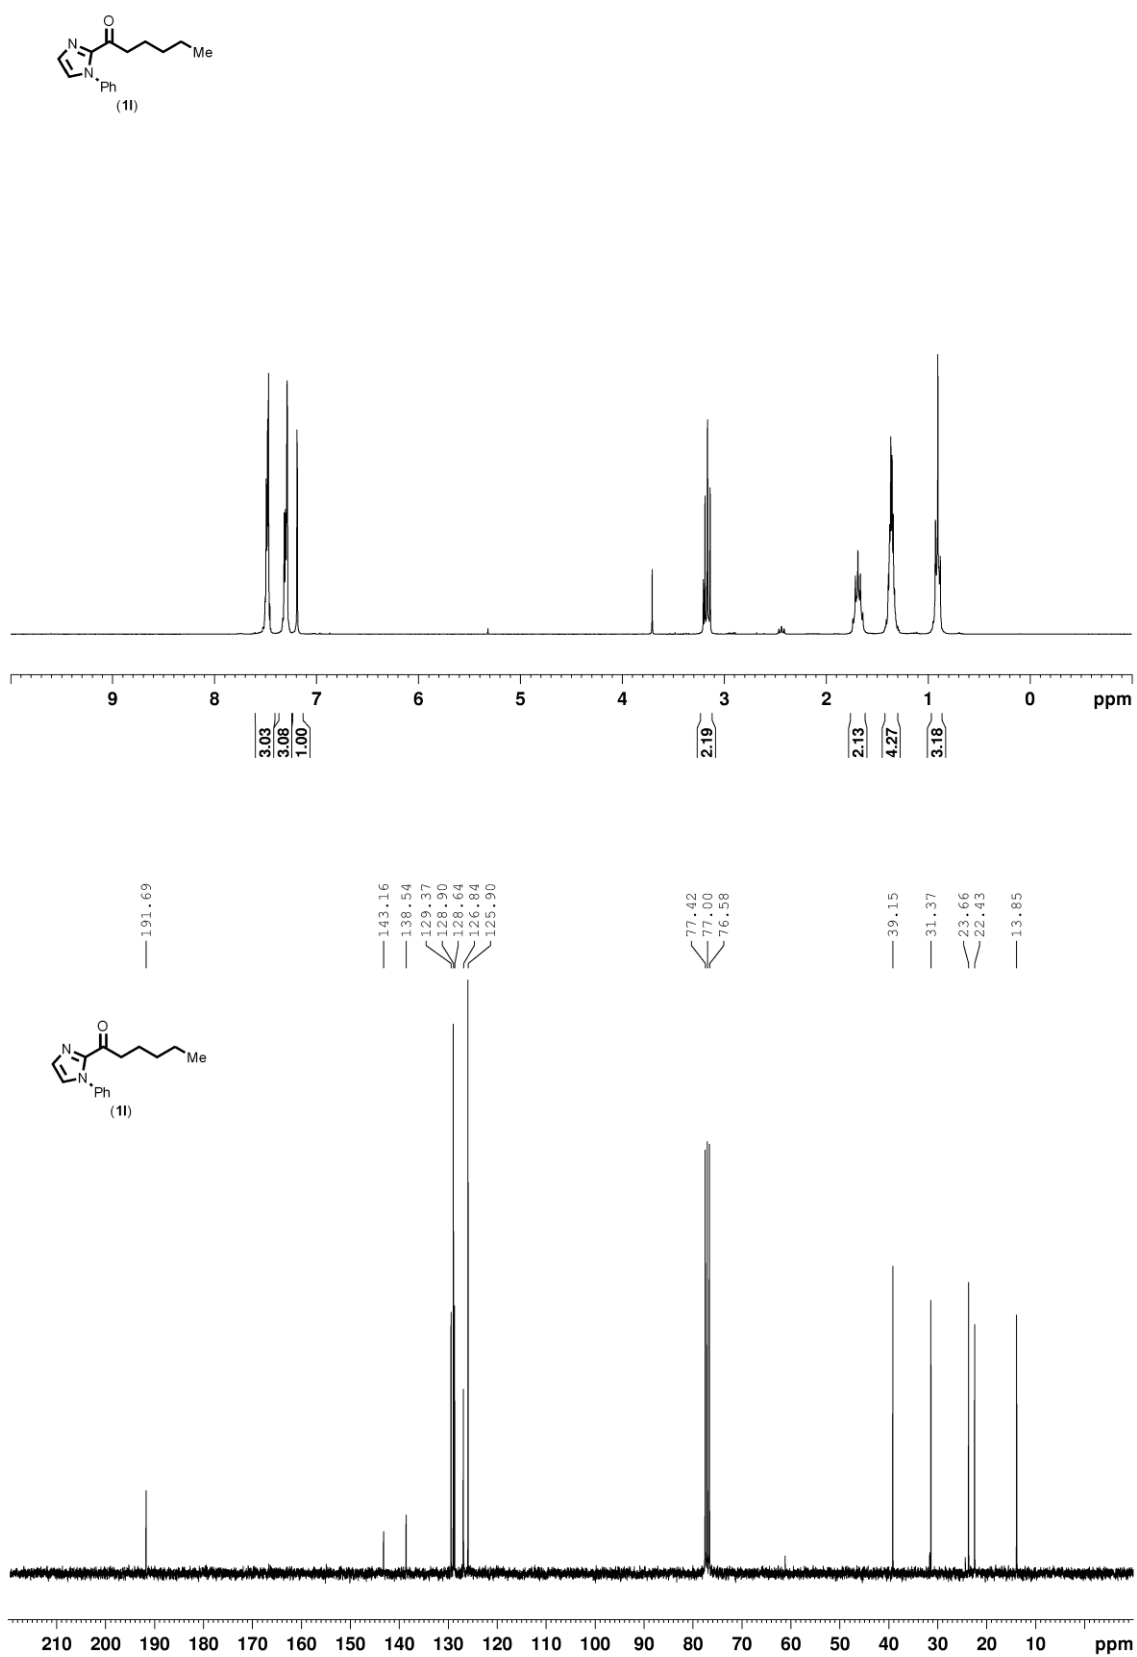 O
N
Me
N
Ph
(1l)
9 8 7 6 5 4 3 2 1 0 ppm
3.03 3.08 1.00 2.19 2.13 4.27 3.18
191.69 143.16 138.54 129.37 128.90 128.64 126.84 125.90 77.42 77.00 76.58 39.15 31.37 23.66 22.43 13.85
O
N
Me
N
Ph
(1l)
210 200 190 180 170 160 150 140 130 120 110 100 90 80 70 60 50 40 30 20 10 ppm